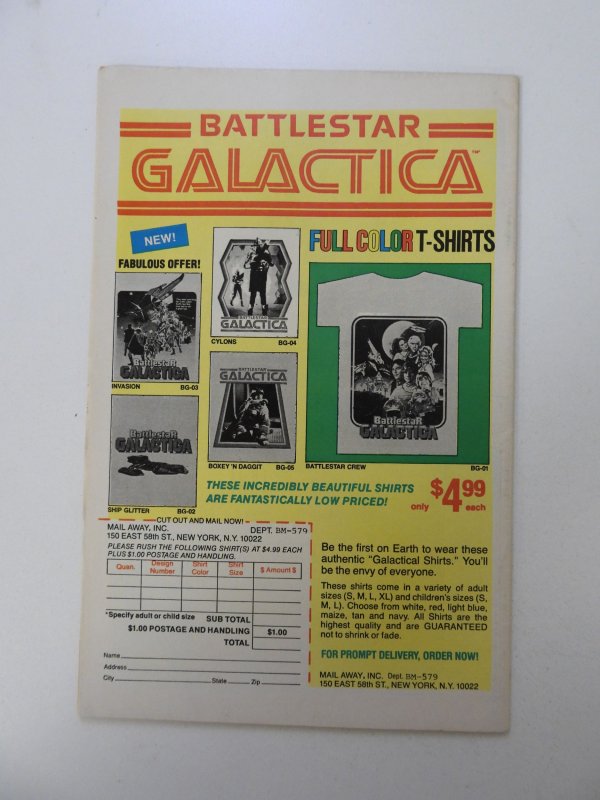 BATTLESTAR
GALACTICA™
NEW!
FABULOUS OFFER!
FULL COLOR T-SHIRTS
BATTLESTAR
GALACTICA
CYLONS BG-04
Battlestar
GALACTICA
INVASION BG-03
BATTLESTAR
GALACTICA
BOXEY 'N DAGGIT BG-05
Battlestar
GALACTICA
SHIP GLITTER BG-02
Battlestar
GALACTICA
BATTLESTAR CREW BG-01
THESE INCREDIBLY BEAUTIFUL SHIRTS
ARE FANTASTICALLY LOW PRICED!
only $4.99 each
CUT OUT AND MAIL NOW!
MAIL AWAY, INC. DEPT. BM-579
150 EAST 58th ST., NEW YORK, N.Y. 10022
PLEASE RUSH THE FOLLOWING SHIRT(S) AT $4.99 EACH
PLUS $1.00 POSTAGE AND HANDLING.
Quan. Design Number Shirt Color Shirt Size $ Amount $
*Specify adult or child size SUB TOTAL
$1.00 POSTAGE AND HANDLING $1.00
TOTAL
Name
Address
City State Zip
Be the first on Earth to wear these
authentic "Galactical Shirts." You'll
be the envy of everyone.
These shirts come in a variety of adult
sizes (S, M, L, XL) and children's sizes (S,
M, L). Choose from white, red, light blue,
maize, tan and navy. All Shirts are the
highest quality and are GUARANTEED
not to shrink or fade.
FOR PROMPT DELIVERY, ORDER NOW!
MAIL AWAY, INC. Dept. BM-579
150 EAST 58th ST., NEW YORK, N.Y. 10022